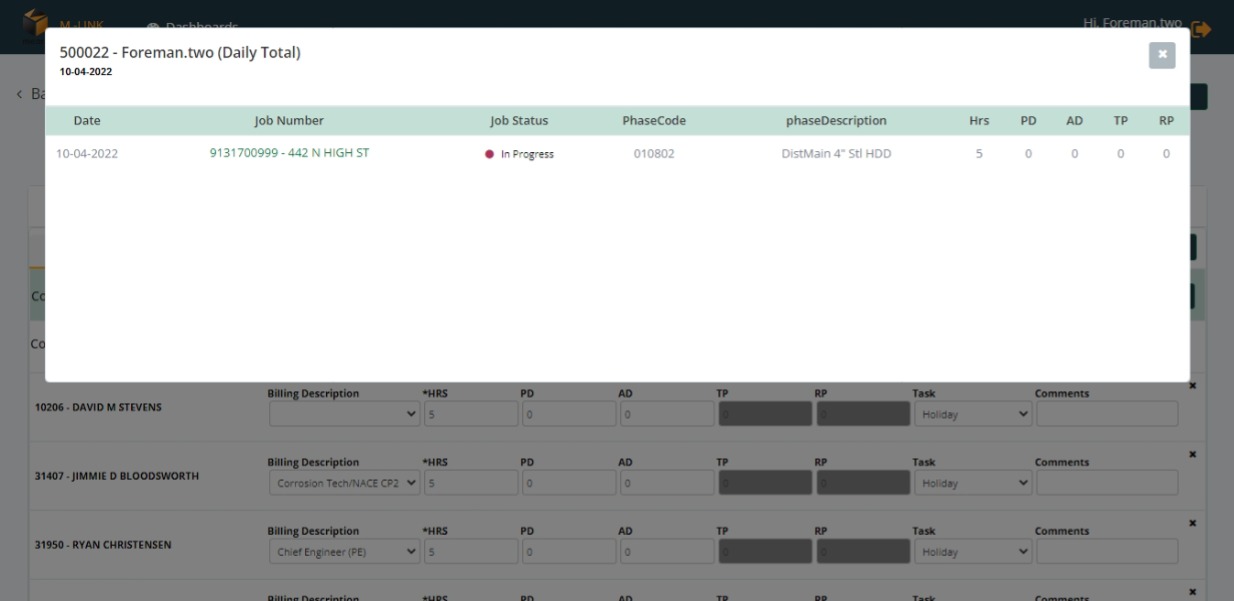 M -LINK Dashboards Hi, Foreman.two
500022 - Foreman.two (Daily Total)
10-04-2022
Date Job Number Job Status PhaseCode phaseDescription Hrs PD AD TP RP
10-04-2022 9131700999 - 442 N HIGH ST In Progress 010802 DistMain 4" Stl HDD 5 0 0 0 0
Billing Description *HRS PD AD TP RP Task Comments
10206 - DAVID M STEVENS 5 0 0 0 0 Holiday
Billing Description *HRS PD AD TP RP Task Comments
31407 - JIMMIE D BLOODSWORTH Corrosion Tech/NACE CP2 5 0 0 0 0 Holiday
Billing Description *HRS PD AD TP RP Task Comments
31950 - RYAN CHRISTENSEN Chief Engineer (PE) 5 0 0 0 0 Holiday
Billing Description *HRS PD AD TP RP Task Comments